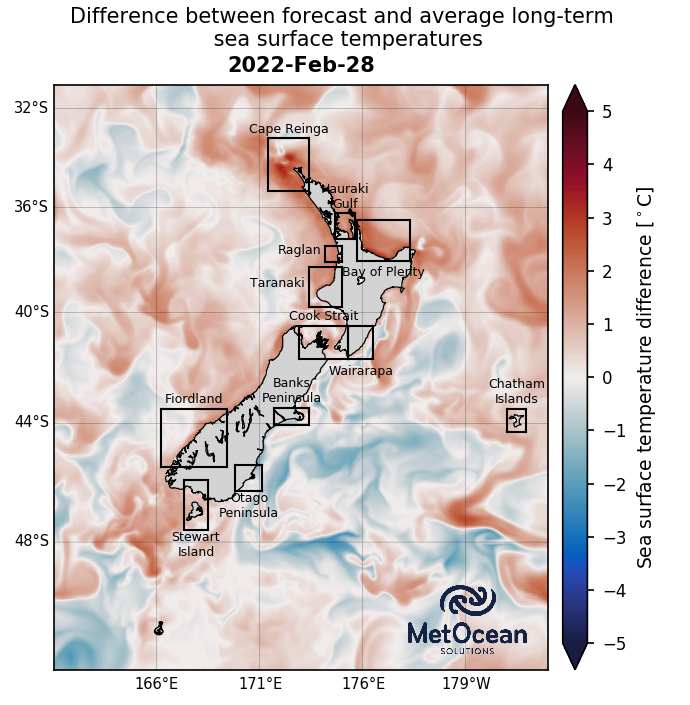 Difference between forecast and average long-term
sea surface temperatures
2022-Feb-28
32°S
36°S
40°S
44°S
48°S
Cape Reinga
Hauraki
Gulf
Raglan
Bay of Plenty
Taranaki
Cook Strait
Wairarapa
Banks
Peninsula
Fiordland
Chatham
Islands
Otago
Peninsula
Stewart
Island
MetOcean
SOLUTIONS
166°E
171°E
176°E
179°W
5
4
3
2
1
0
−1
−2
−3
−4
−5
Sea surface temperature difference [°C]